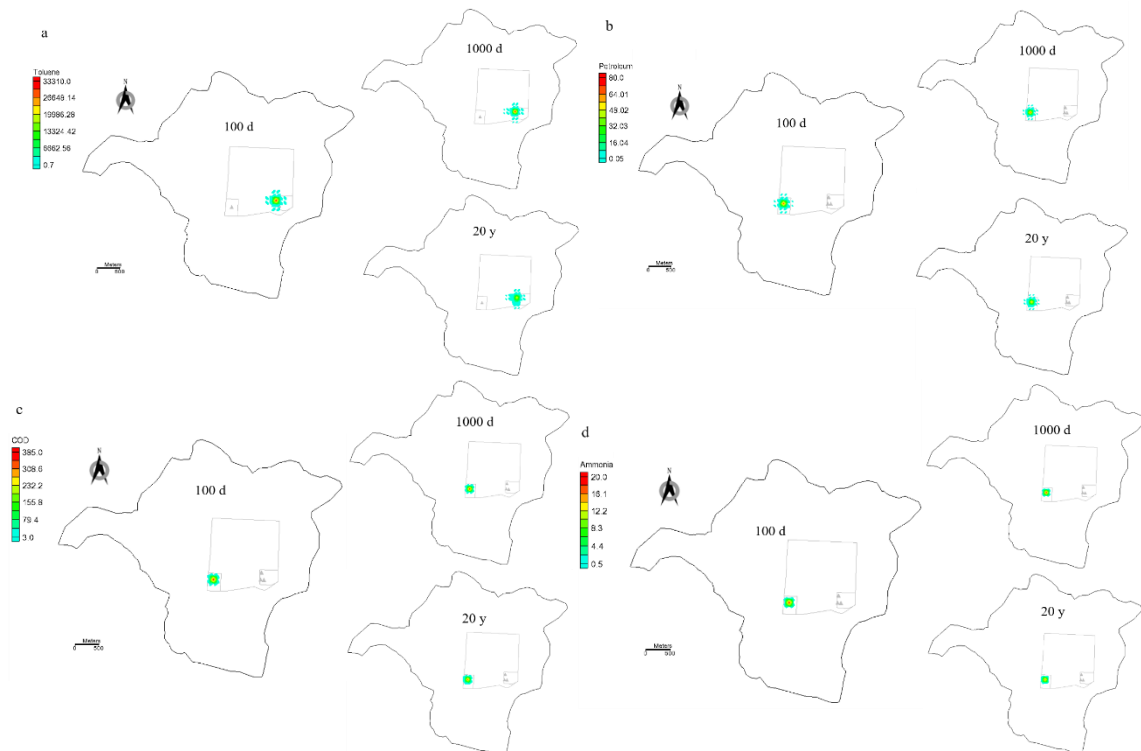 a
Toluene
33310.0
26649.14
19986.28
13324.42
6662.56
0.7
N
100 d
1000 d
20 y
Meters
0 800
b
Petroleum
80.0
64.01
48.02
32.03
16.04
0.05
N
100 d
1000 d
20 y
Meters
0 500
c
COD
385.0
308.6
232.2
155.8
79.4
3.0
N
100 d
1000 d
20 y
Meters
0 500
d
Ammonia
20.0
16.1
12.2
8.3
4.4
0.5
N
100 d
1000 d
20 y
Meters